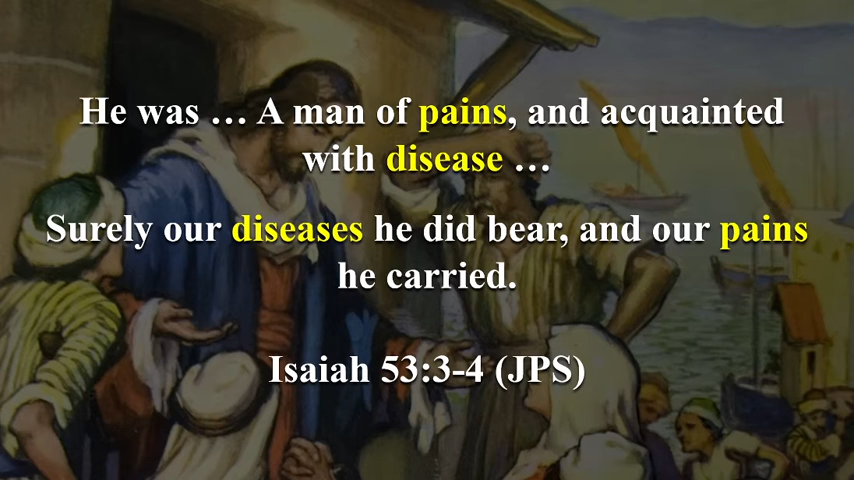 He was … A man of pains, and acquainted
with disease …
Surely our diseases he did bear, and our pains
he carried.
Isaiah 53:3-4 (JPS)